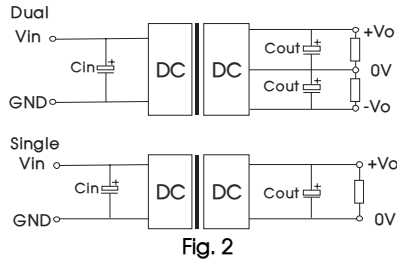 Dual
Vin
+Vo
Cin
+
DC
DC
Cout
+
0V
Cout
+
GND
-Vo
Single
Vin
+Vo
Cin
+
DC
DC
Cout
+
GND
0V
Fig. 2